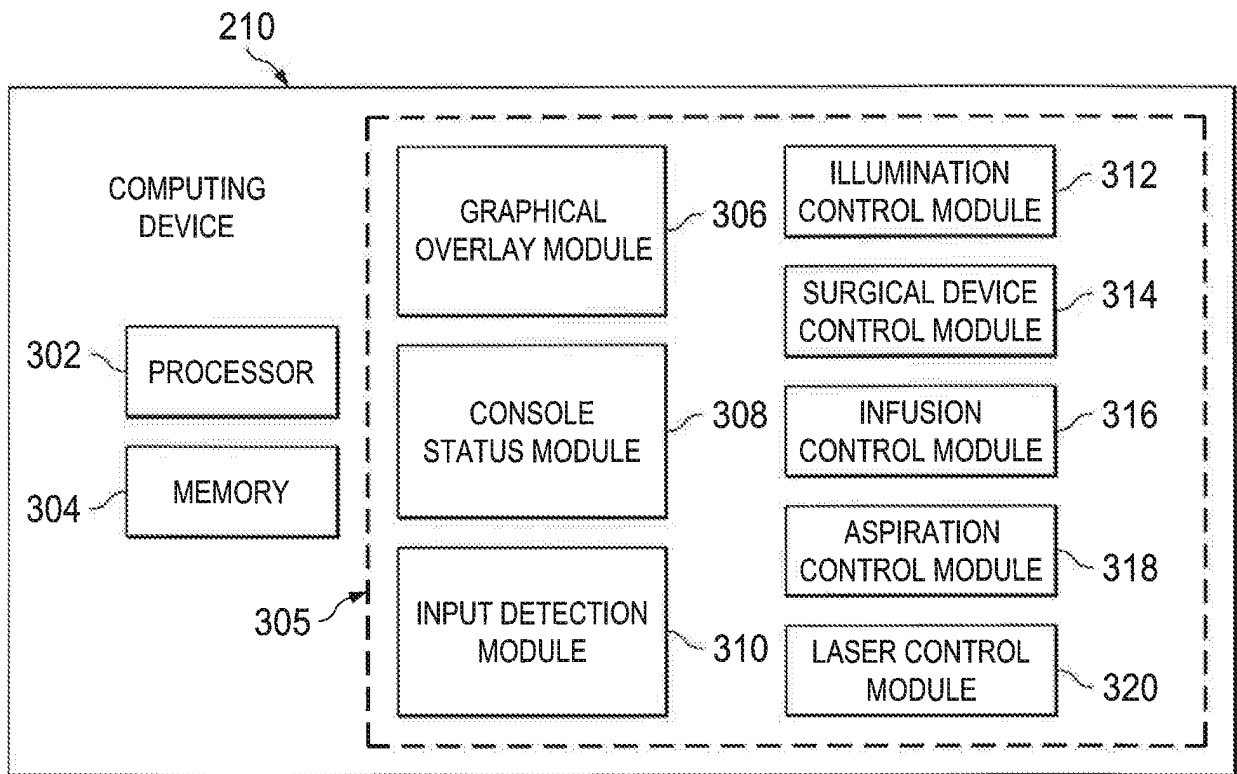 210
COMPUTING
DEVICE
302
PROCESSOR
304
MEMORY
305
GRAPHICAL
OVERLAY MODULE
306
CONSOLE
STATUS MODULE
308
INPUT DETECTION
MODULE
310
ILLUMINATION
CONTROL MODULE
312
SURGICAL DEVICE
CONTROL MODULE
314
INFUSION
CONTROL MODULE
316
ASPIRATION
CONTROL MODULE
318
LASER CONTROL
MODULE
320